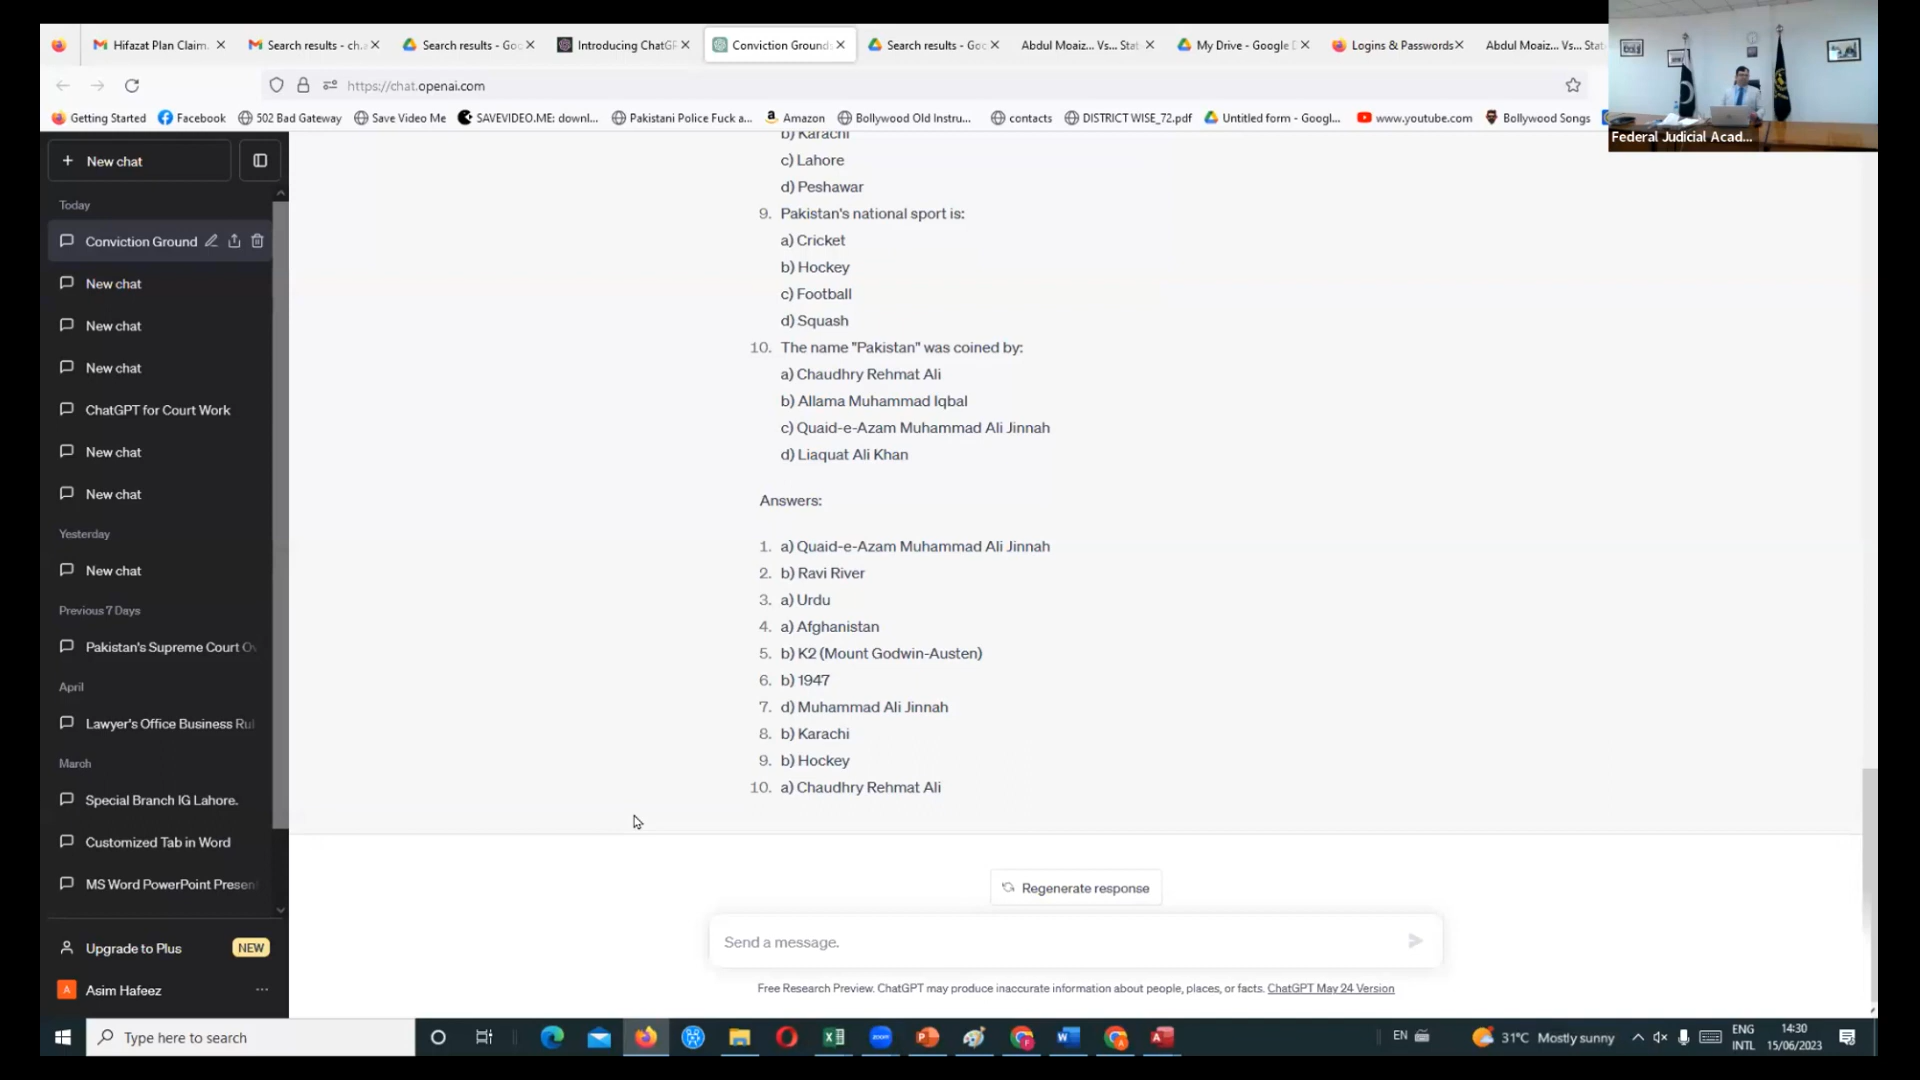 Hifazat Plan Claim.
Search results - ch.a
Search results - Goo
Introducing ChatGP
Conviction Ground
Search results - Goo
Abdul Moaiz... Vs... Stat
My Drive - Google D
Logins & Passwords
Abdul Moaiz... Vs... Stat
https://chat.openai.com
Getting Started
Facebook
502 Bad Gateway
Save Video Me
SAVEVIDEO.ME: downl...
Pakistani Police Fuck a...
Amazon
Bollywood Old Instru...
contacts
DISTRICT WISE_72.pdf
Untitled form - Googl...
www.youtube.com
Bollywood Songs
Federal Judicial Acad...
New chat
Today
Conviction Ground
New chat
New chat
New chat
ChatGPT for Court Work
New chat
New chat
Yesterday
New chat
Previous 7 Days
Pakistan's Supreme Court Ov
April
Lawyer's Office Business Rul
March
Special Branch IG Lahore.
Customized Tab in Word
MS Word PowerPoint Presen
Upgrade to Plus
NEW
A
Asim Hafeez
b) Karachi
c) Lahore
d) Peshawar
9. Pakistan's national sport is:
a) Cricket
b) Hockey
c) Football
d) Squash
10. The name "Pakistan" was coined by:
a) Chaudhry Rehmat Ali
b) Allama Muhammad Iqbal
c) Quaid-e-Azam Muhammad Ali Jinnah
d) Liaquat Ali Khan
Answers:
1. a) Quaid-e-Azam Muhammad Ali Jinnah
2. b) Ravi River
3. a) Urdu
4. a) Afghanistan
5. b) K2 (Mount Godwin-Austen)
6. b) 1947
7. d) Muhammad Ali Jinnah
8. b) Karachi
9. b) Hockey
10. a) Chaudhry Rehmat Ali
Regenerate response
Send a message.
Free Research Preview. ChatGPT may produce inaccurate information about people, places, or facts. ChatGPT May 24 Version
Type here to search
zoom
EN
31°C Mostly sunny
ENG
INTL
14:30
15/06/2023